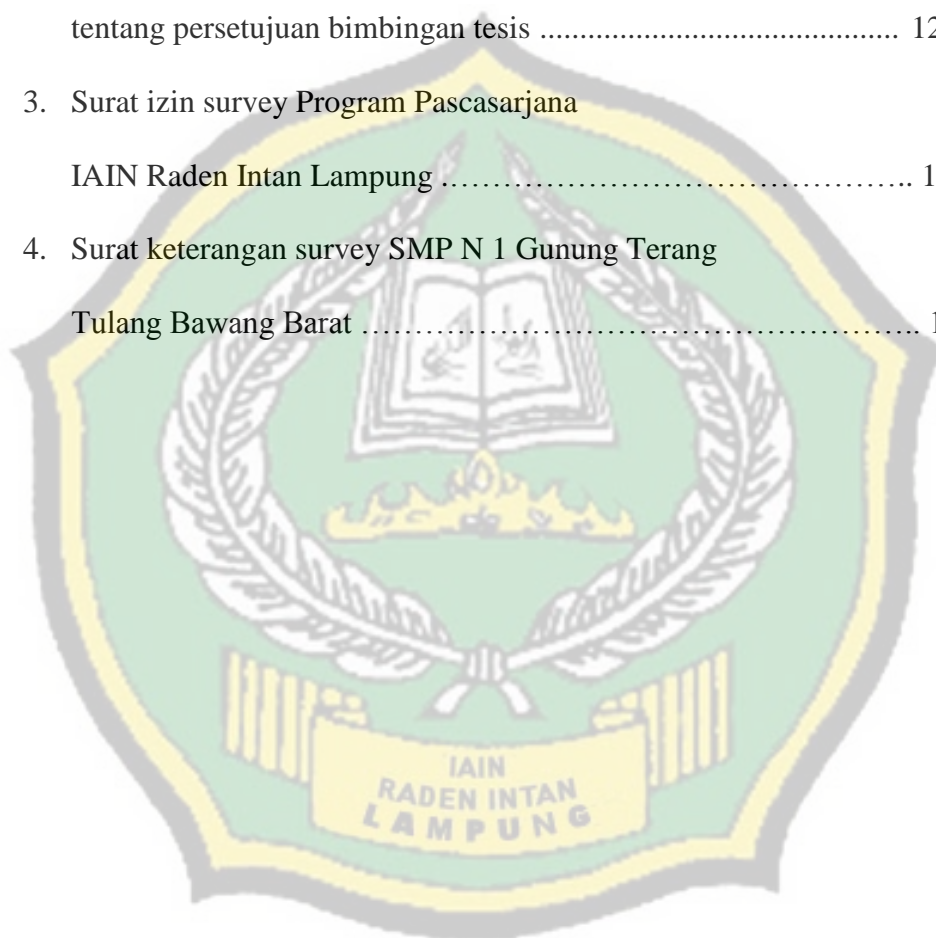 tentang persetujuan bimbingan tesis ............................................ 12
3. Surat izin survey Program Pascasarjana
IAIN Raden Intan Lampung .………………………………………….. 1
4. Surat keterangan survey SMP N 1 Gunung Terang
Tulang Bawang Barat ………………………………………………….. 1
IAIN
RADEN INTAN
LAMPUNG